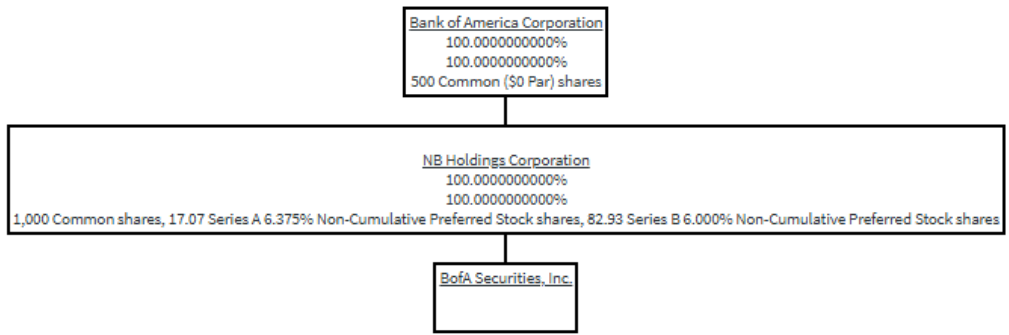 Bank of America Corporation
100.0000000000%
100.0000000000%
500 Common ($0 Par) shares
NB Holdings Corporation
100.0000000000%
100.0000000000%
1,000 Common shares, 17.07 Series A 6.375% Non-Cumulative Preferred Stock shares, 82.93 Series B 6.000% Non-Cumulative Preferred Stock shares
BofA Securities, Inc.